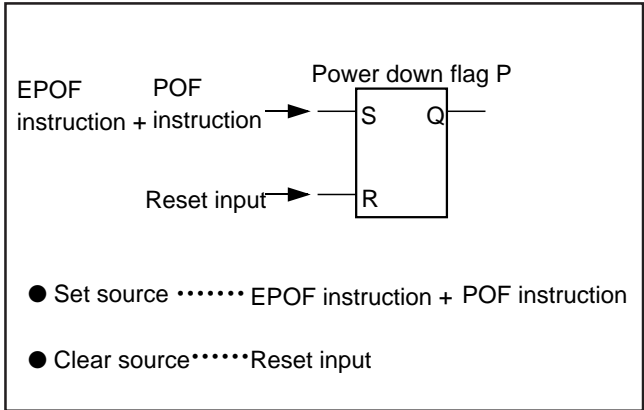 Power down flag P
EPOF instruction + POF instruction
S Q
Reset input
R
● Set source ······· EPOF instruction + POF instruction
● Clear source······Reset input